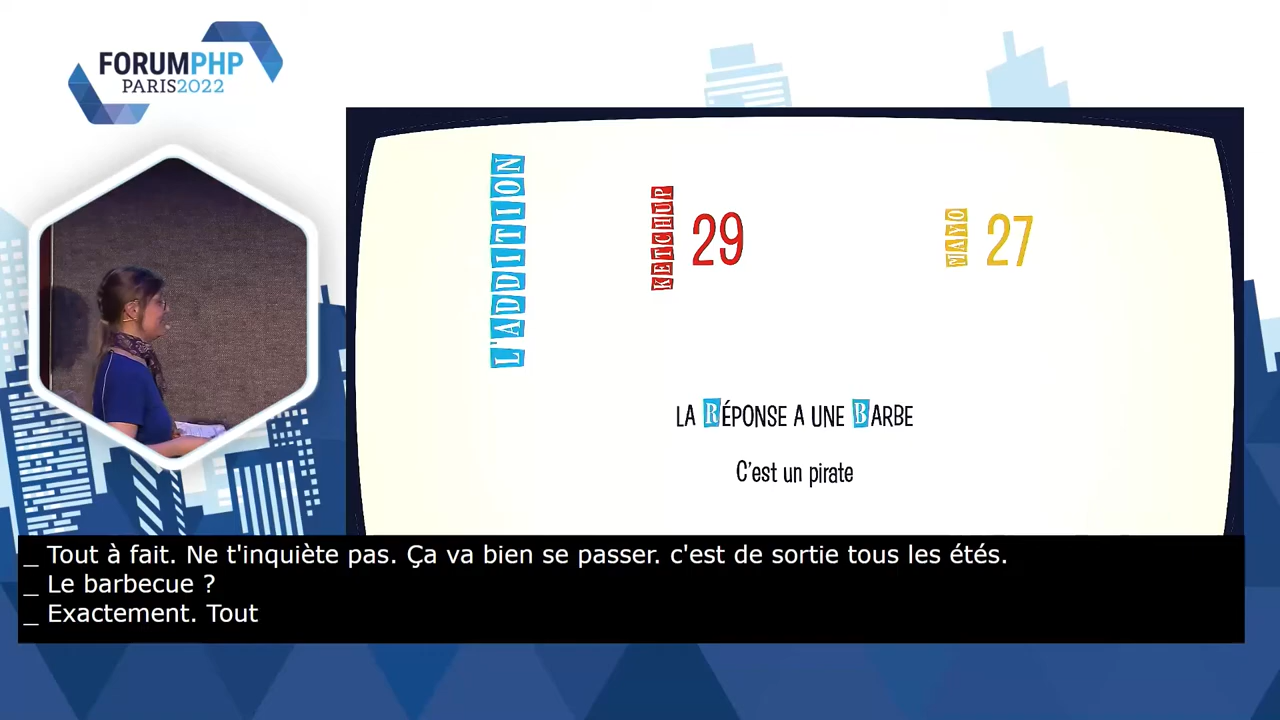 FORUMPHP
PARIS2022
L'ADDITION
KETCHUP
29
MAYO
27
LA RÉPONSE A UNE BARBE
C'est un pirate
_ Tout à fait. Ne t'inquiète pas. Ça va bien se passer. c'est de sortie tous les étés.
_ Le barbecue ?
_ Exactement. Tout